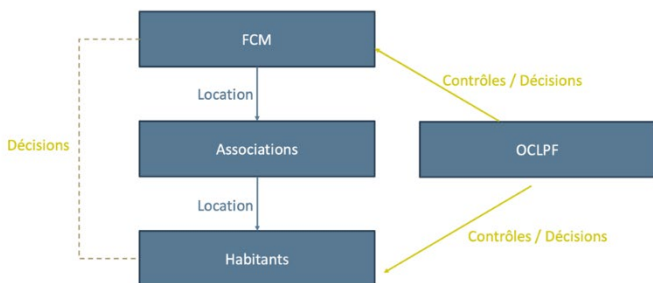 FCM
Contrôles / Décisions
Location
Décisions
Associations
OCLPF
Location
Contrôles / Décisions
Habitants